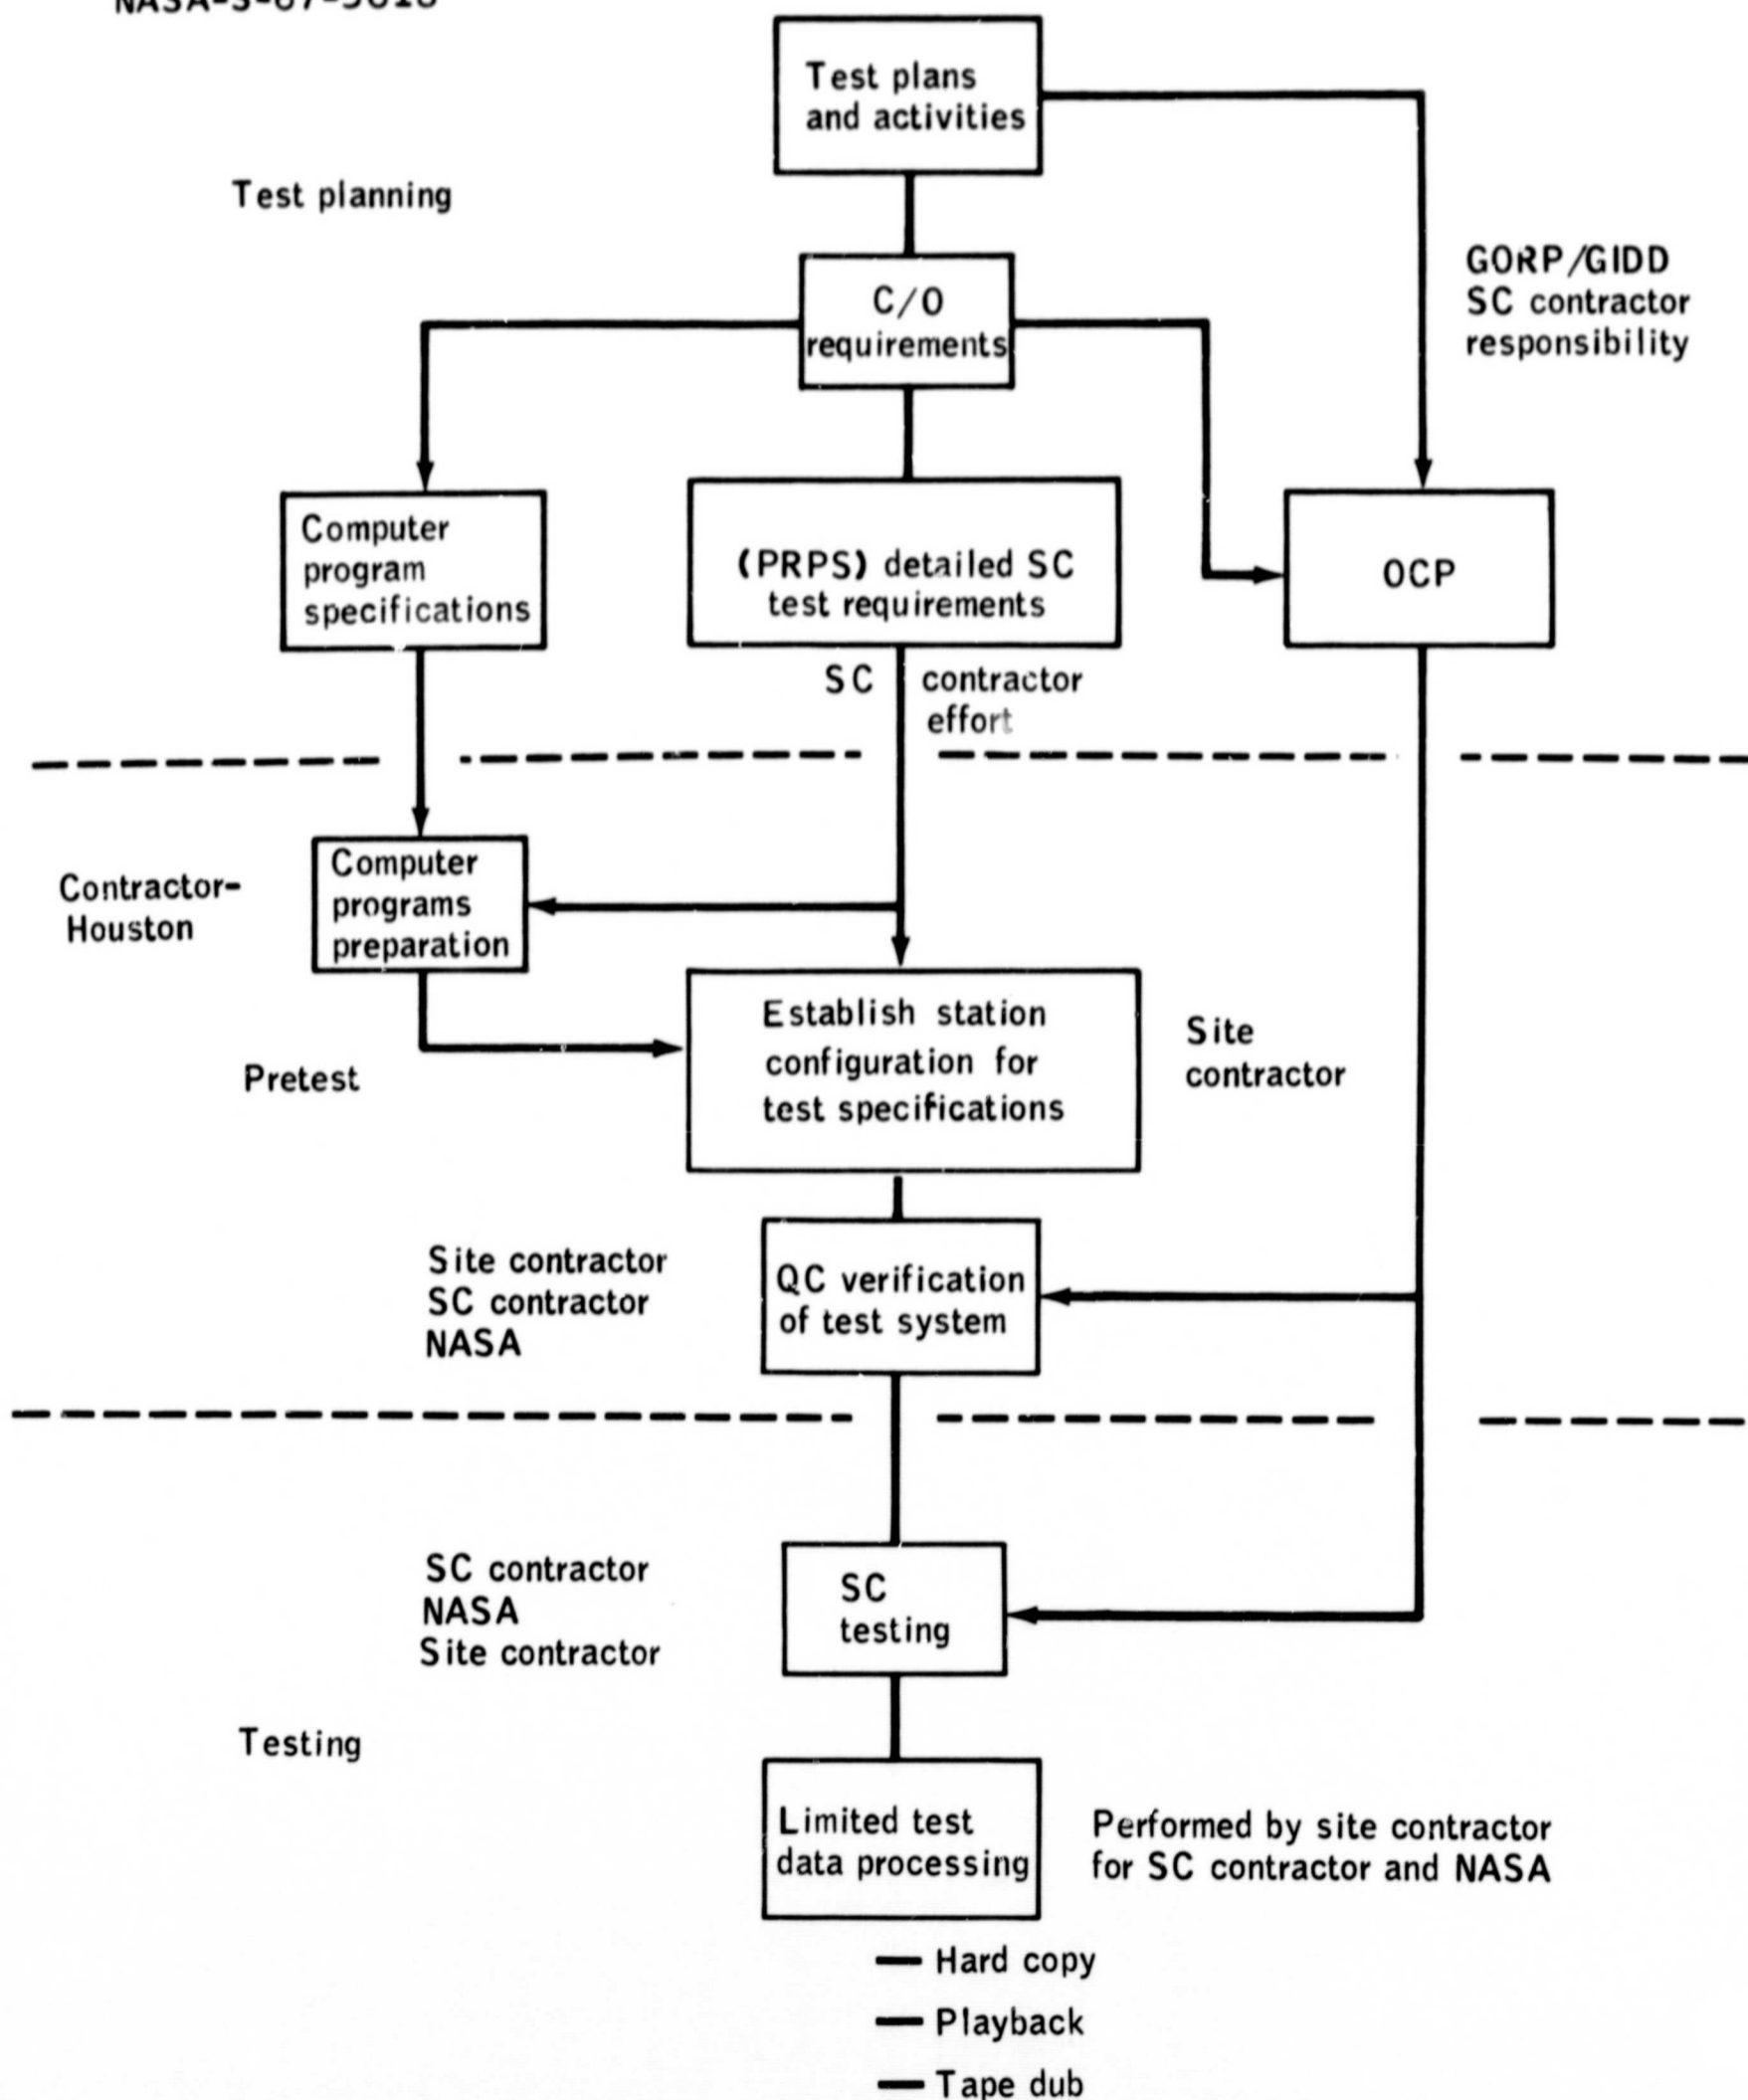 Test plans
and activities
Test planning
C/O
requirements
GORP/GIDD
SC contractor
responsibility
Computer
program
specifications
(PRPS) detailed SC
test requirements
OCP
SC contractor
effort
Contractor-
Houston
Computer
programs
preparation
Establish station
configuration for
test specifications
Site
contractor
Pretest
Site contractor
SC contractor
NASA
QC verification
of test system
SC contractor
NASA
Site contractor
SC
testing
Testing
Limited test
data processing
Performed by site contractor
for SC contractor and NASA
— Hard copy
— Playback
— Tape dub